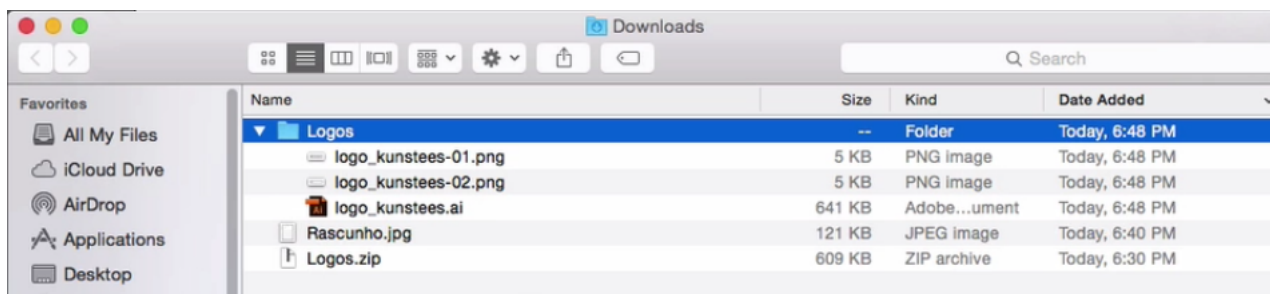 Downloads
Search
Favorites
All My Files
iCloud Drive
AirDrop
Applications
Desktop
Name Size Kind Date Added
Logos -- Folder Today, 6:48 PM
logo_kunstees-01.png 5 KB PNG image Today, 6:48 PM
logo_kunstees-02.png 5 KB PNG image Today, 6:48 PM
logo_kunstees.ai 641 KB Adobe...ument Today, 6:48 PM
Rascunho.jpg 121 KB JPEG image Today, 6:40 PM
Logos.zip 609 KB ZIP archive Today, 6:30 PM